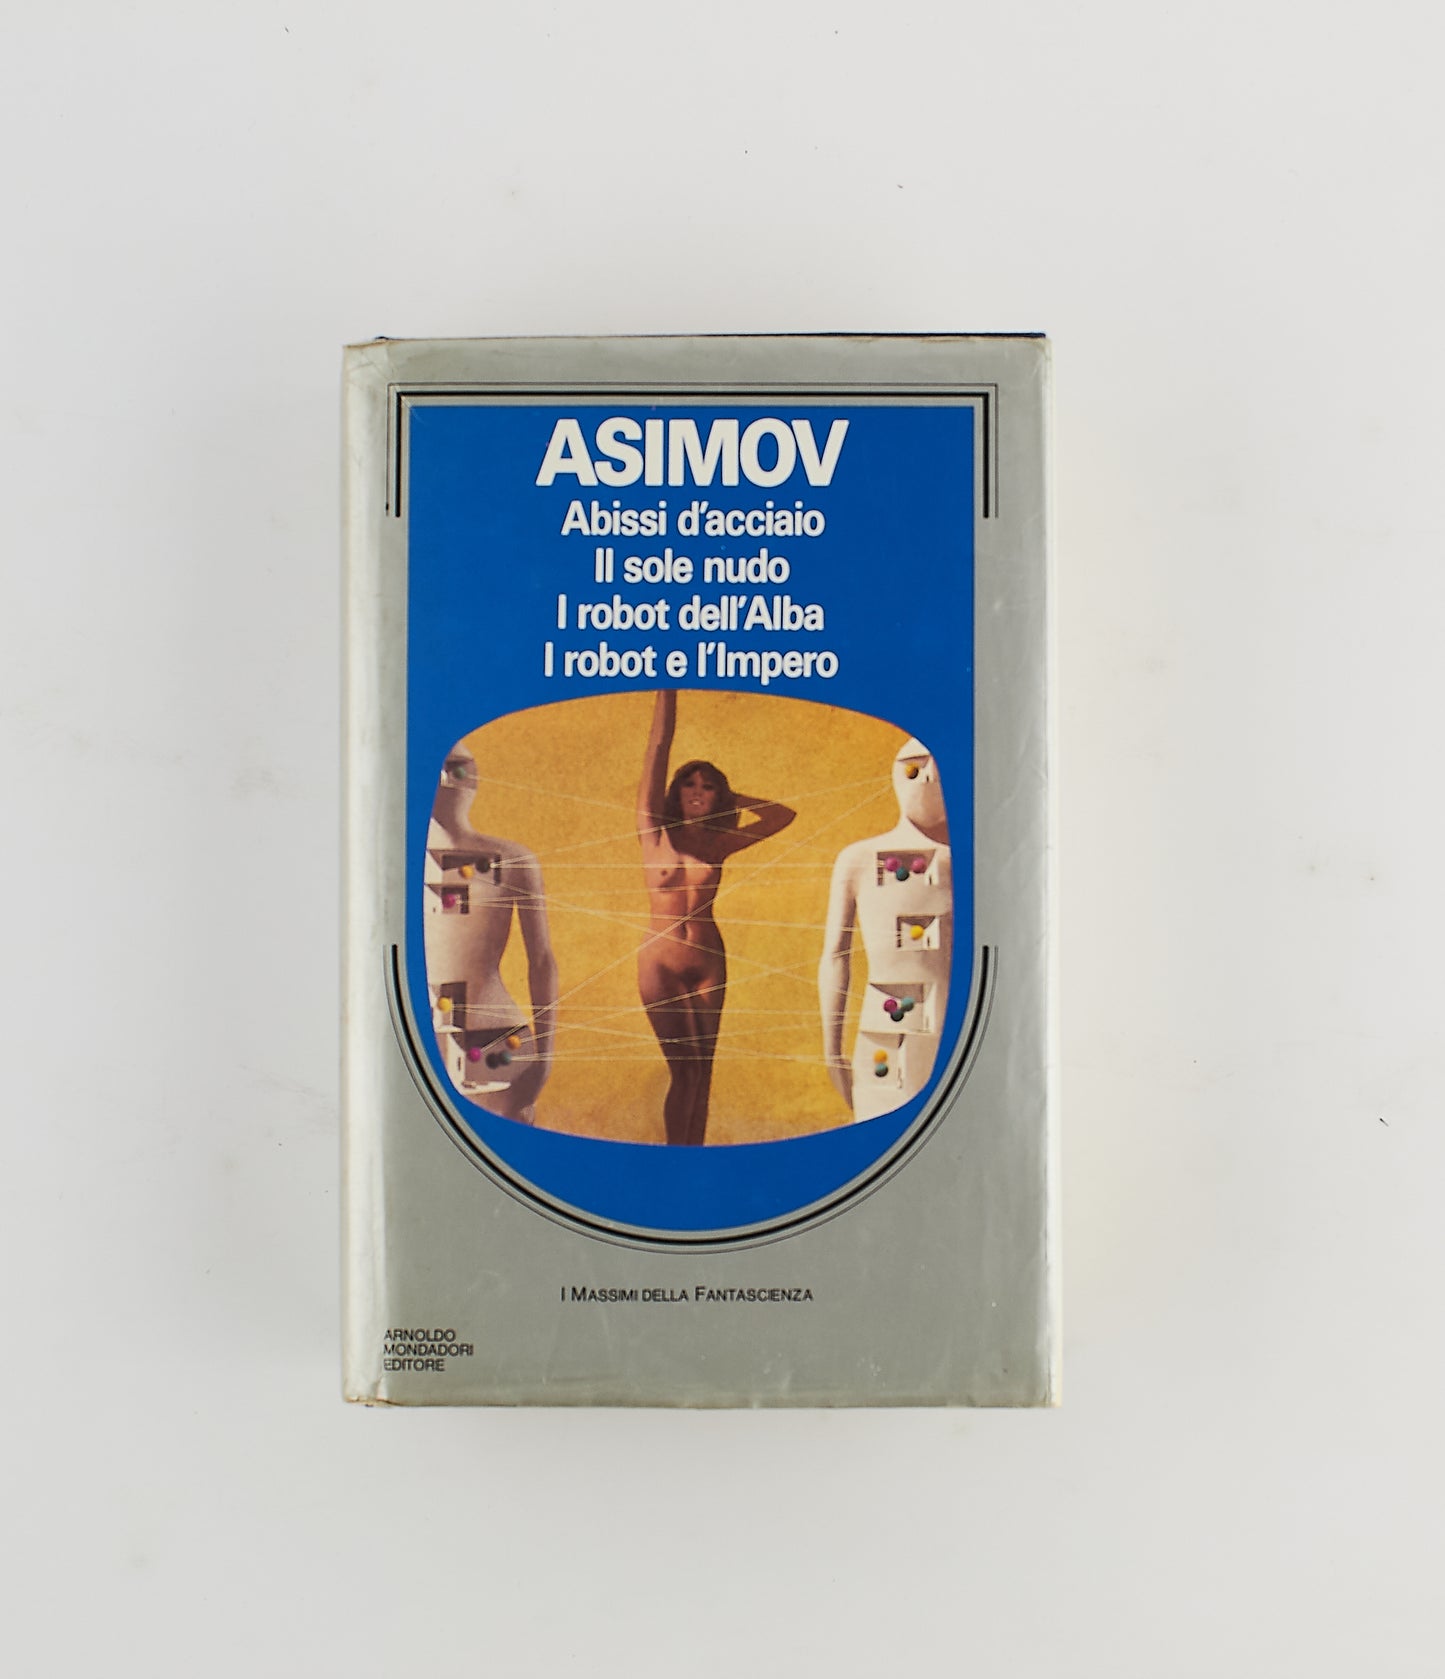 ASIMOV
Abissi d'acciaio
Il sole nudo
I robot dell'Alba
I robot e l'Impero
I MASSIMI DELLA FANTASCIENZA
ARNOLDO
MONDADORI
EDITORE